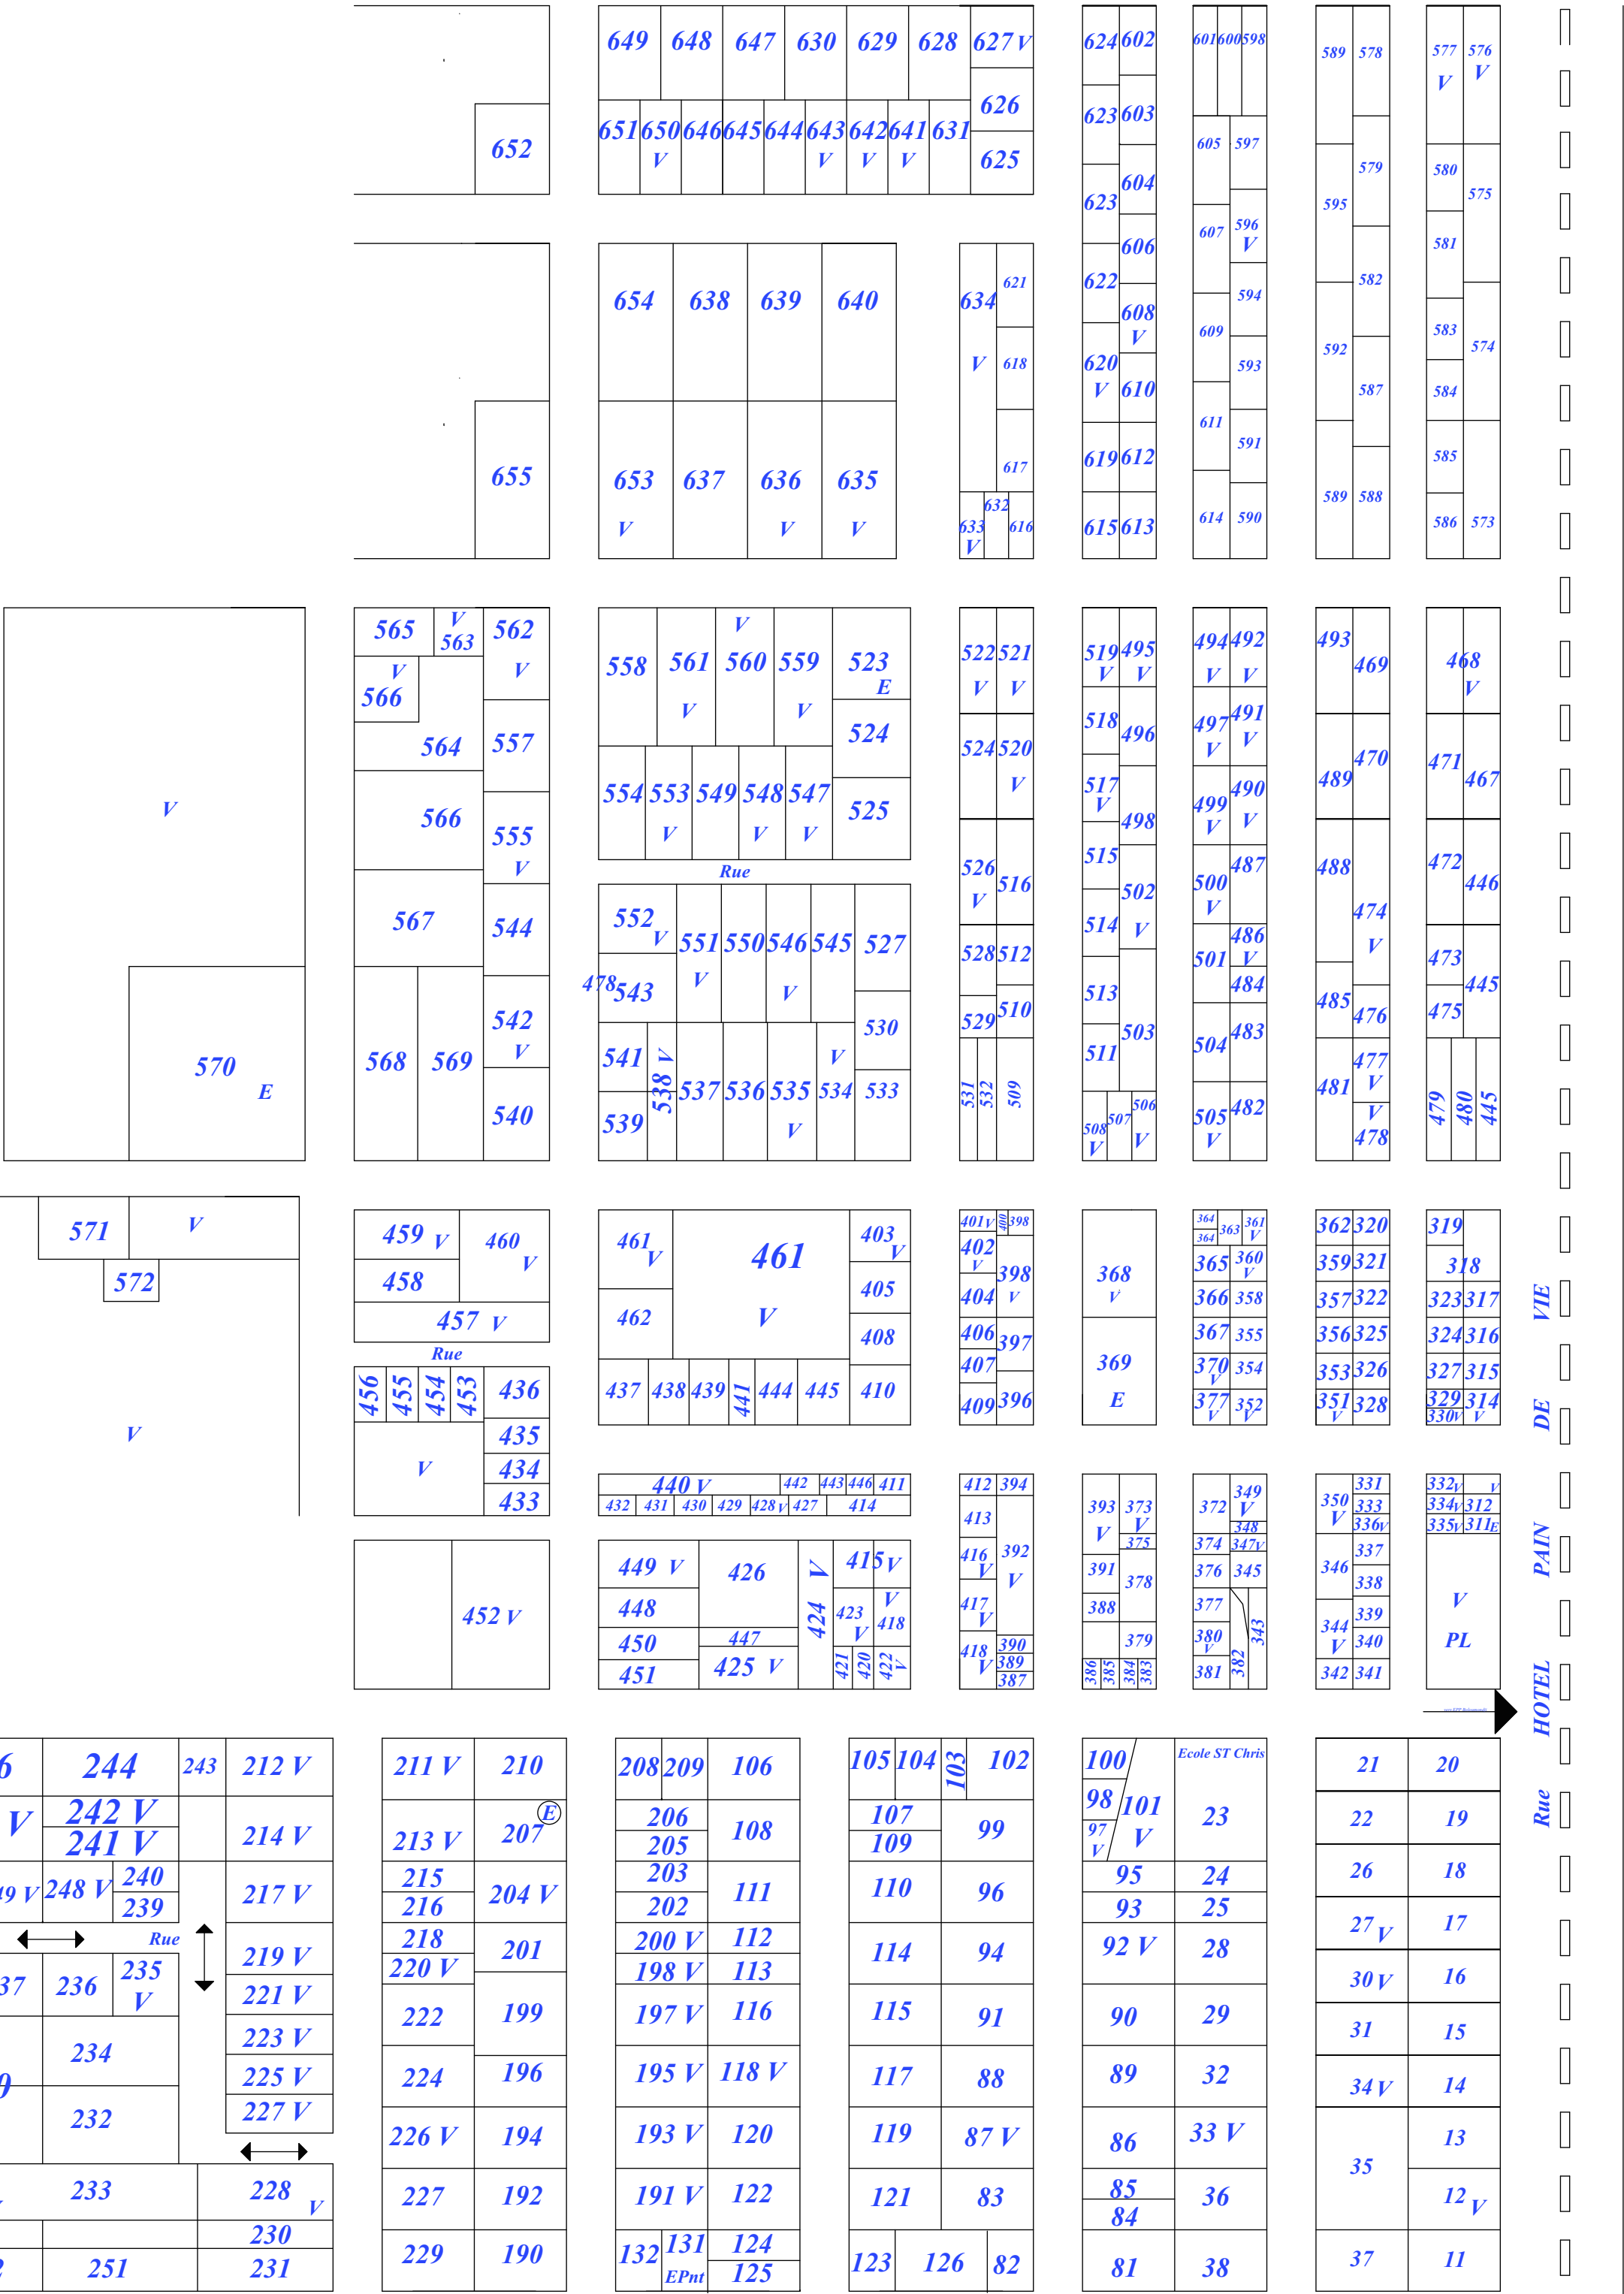 649 648 647 630 629 628 627 V
626
651 650 646 645 644 643 642 641 631
V V V V
625
652
624 602
623 603
623 604
606
622 608
V
620 V 610
619 612
615 613
601 600 598
605 597
607 596 V
594
609 593
611 591
614 590
589 578
579
595
582
592 587
589 588
577 V 576 V
580 575
581
583 574
584
585
586 573
654 638 639 640
653 V 637 636 V 635 V
655
634 V 621
618
617
633 V 632 616
V
570 E
565 V 563 562 V
V 566
564 557
566 555 V
567 544
568 569 542 V
540
558 561 V V 560 559 V 523 E
524
554 553 V 549 548 V 547 V 525
Rue
552 V 551 V 550 546 V 545 527
478 543
530
541 538 V 537 536 535 V V 534 533
539
522 V 521 V
524 520 V
526 V 516
528 512
529 510
531 532 509
519 V 495 V
518 496
517 V 498
515
514 502 V
513 503
511
508 V 507 506 V
494 V 492 V
497 V 491 V
499 V 490 V
500 V 487
501 486 V
484
504 483
505 V 482
493 469
489 470
488 474 V
485 476
481 477 V
V 478
468 V
471 467
472 446
473 445
475
479 480 445
571 V
572
V
459 V 460 V
458
457 V
Rue
456 455 454 453 436
435
V 434
433
461 V 461 V 403 V
405
462 408
437 438 439 441 444 445 410
401 V 400 398
402 V 398 V
404
406 397
407
409 396
368 V
369 E
364 363 361 V
364
365 360 V
366 358
367 355
370 V 354
377 V 352 V
362 320
359 321
357 322
356 325
353 326
351 V 328
319
318
323 317
324 316
327 315
329 314 V
330 V
440 V 442 443 446 411
432 431 430 429 428 V 427 414
452 V
449 V 426 424 V 415 V
448 423 V V 418
450 447
451 425 V 421 420 422 V
412 394
413
416 V 392 V
417 V
418 V 390
389
387
393 V 373 V
375
391 378
388
379
386 385 384 383
372 349 V
348
374 347 V
376 345
377 343
380 V 382
381
350 V 331
333
336 V
346 337
338
344 V 339
340
342 341
332 V V
334 V 312
335 V 311 E
V
PL
Rue HOTEL PAIN DE VIE
6 244 243 212 V
V 242 V 214 V
241 V
49 V 248 V 240 217 V
239
Rue
219 V
37 236 235 V 221 V
234 223 V
225 V
232 227 V
233 228 V
230
251 231
211 V 210
213 V 207 E
215 204 V
216
218 201
220 V
222 199
224 196
226 V 194
227 192
229 190
208 209 106
206 108
205
203 111
202
200 V 112
198 V 113
197 V 116
195 V 118 V
193 V 120
191 V 122
132 131 124
EPnt 125
105 104 103 102
107 99
109
110 96
114 94
115 91
117 88
119 87 V
121 83
123 126 82
100 Ecole ST Chris
98 101 V 23
97 V
95 24
93 25
92 V 28
90 29
89 32
86 33 V
85 36
84
81 38
21 20
22 19
26 18
27 V 17
30 V 16
31 15
34 V 14
35 13
12 V
37 11